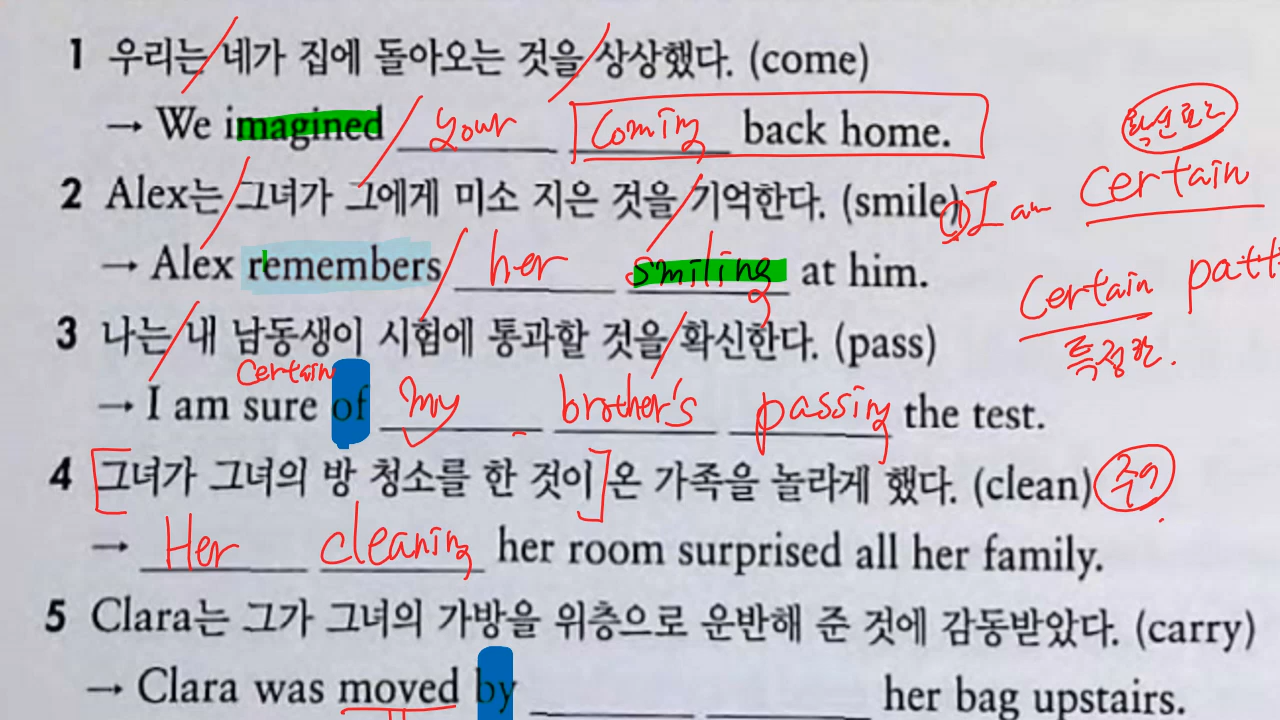 1 우리는 네가 집에 돌아오는 것을 상상했다. (come)
→ We imagined your coming back home.
확실한
2 Alex는 그녀가 그에게 미소 지은 것을 기억한다. (smile) I am certain
→ Alex remembers her smiling at him.
certain patt
3 나는 내 남동생이 시험에 통과할 것을 확신한다. (pass) 특정한.
certain
→ I am sure of my brother's passing the test.
4 [그녀가 그녀의 방 청소를 한 것이] 온 가족을 놀라게 했다. (clean) 주어
→ Her cleaning her room surprised all her family.
5 Clara는 그가 그녀의 가방을 위층으로 운반해 준 것에 감동받았다. (carry)
→ Clara was moved by ____ ____ her bag upstairs.